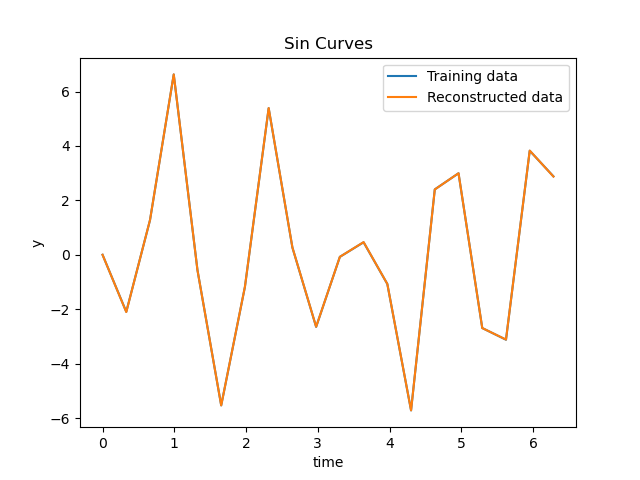 Sin Curves
Training data
Reconstructed data
y
6
4
2
0
−2
−4
−6
0 1 2 3 4 5 6
time